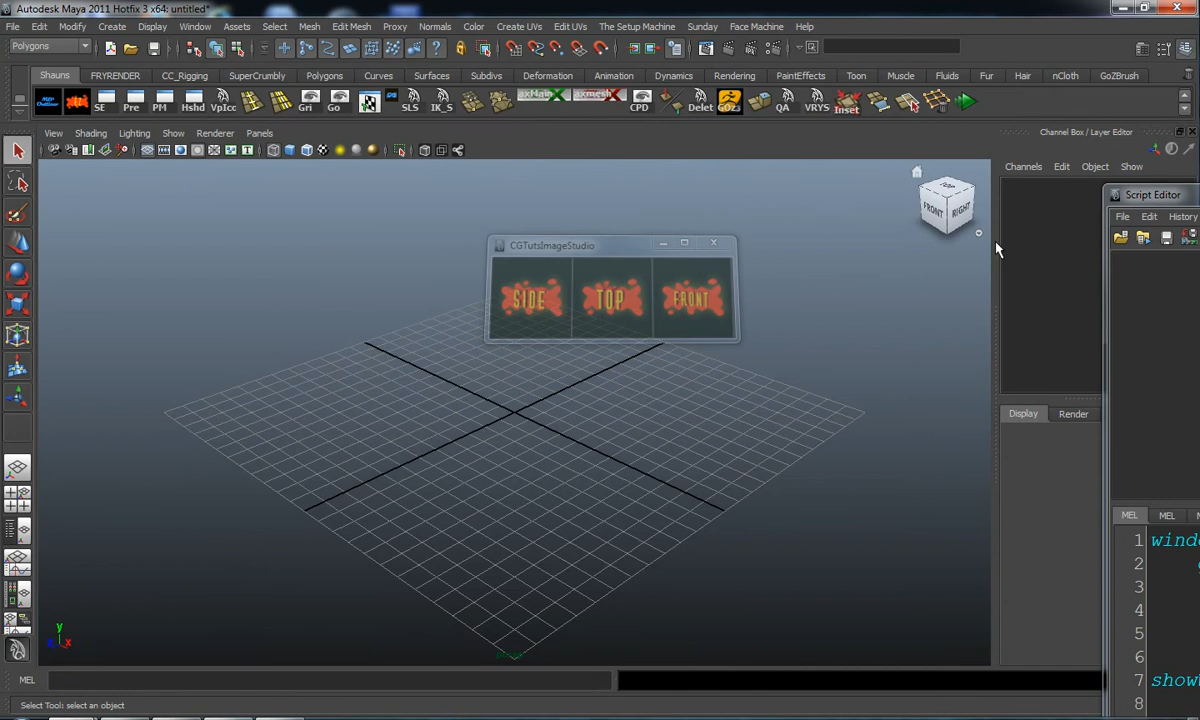 Autodesk Maya 2011 Hotfix 3 x64: untitled*
File Edit Modify Create Display Window Assets Select Mesh Edit Mesh Proxy Normals Color Create UVs Edit UVs The Setup Machine Sunday Face Machine Help
Polygons
Shauns FRYRENDER CC_Rigging SuperCrumbly Polygons Curves Surfaces Subdivs Deformation Animation Dynamics Rendering PaintEffects Toon Muscle Fluids Fur Hair nCloth GoZBrush
SE Pre PM Hshd VpIcc Gri Go SLS IK_S axMain axmesh CPD Delet GOZs QA VRYS Inset
View Shading Lighting Show Renderer Panels
Channel Box / Layer Editor
Channels Edit Object Show
TOP
FRONT RIGHT
Script Editor
File Edit History
CGTutsImageStudio
SIDE TOP FRONT
Display Render
MEL MEL
1 windo
2
3
4
5
6
7 show
8
y
x
persp
MEL
Select Tool: select an object